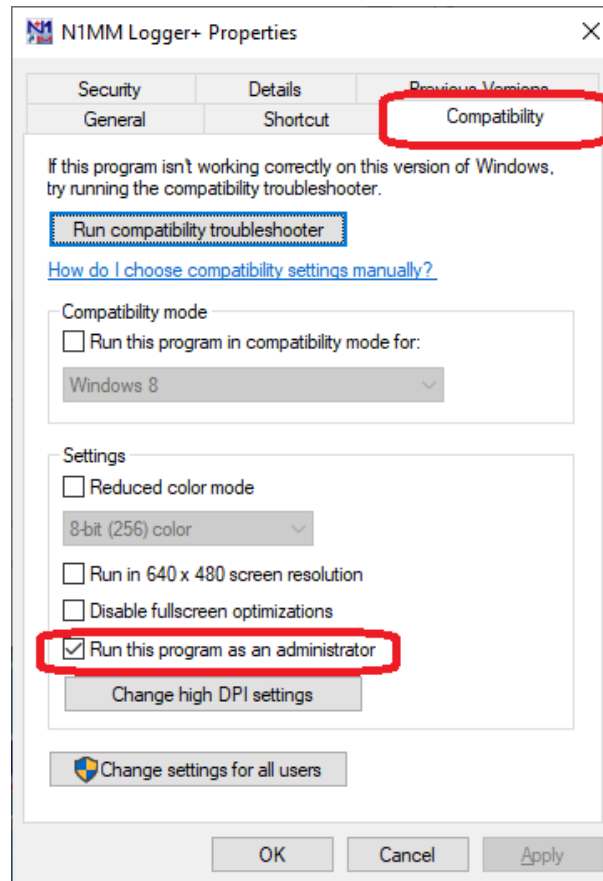 N1MM Logger+ Properties
Security Details Previous Versions
General Shortcut Compatibility
If this program isn't working correctly on this version of Windows,
try running the compatibility troubleshooter.
Run compatibility troubleshooter
How do I choose compatibility settings manually?
Compatibility mode
Run this program in compatibility mode for:
Windows 8
Settings
Reduced color mode
8-bit (256) color
Run in 640 x 480 screen resolution
Disable fullscreen optimizations
Run this program as an administrator
Change high DPI settings
Change settings for all users
OK Cancel Apply